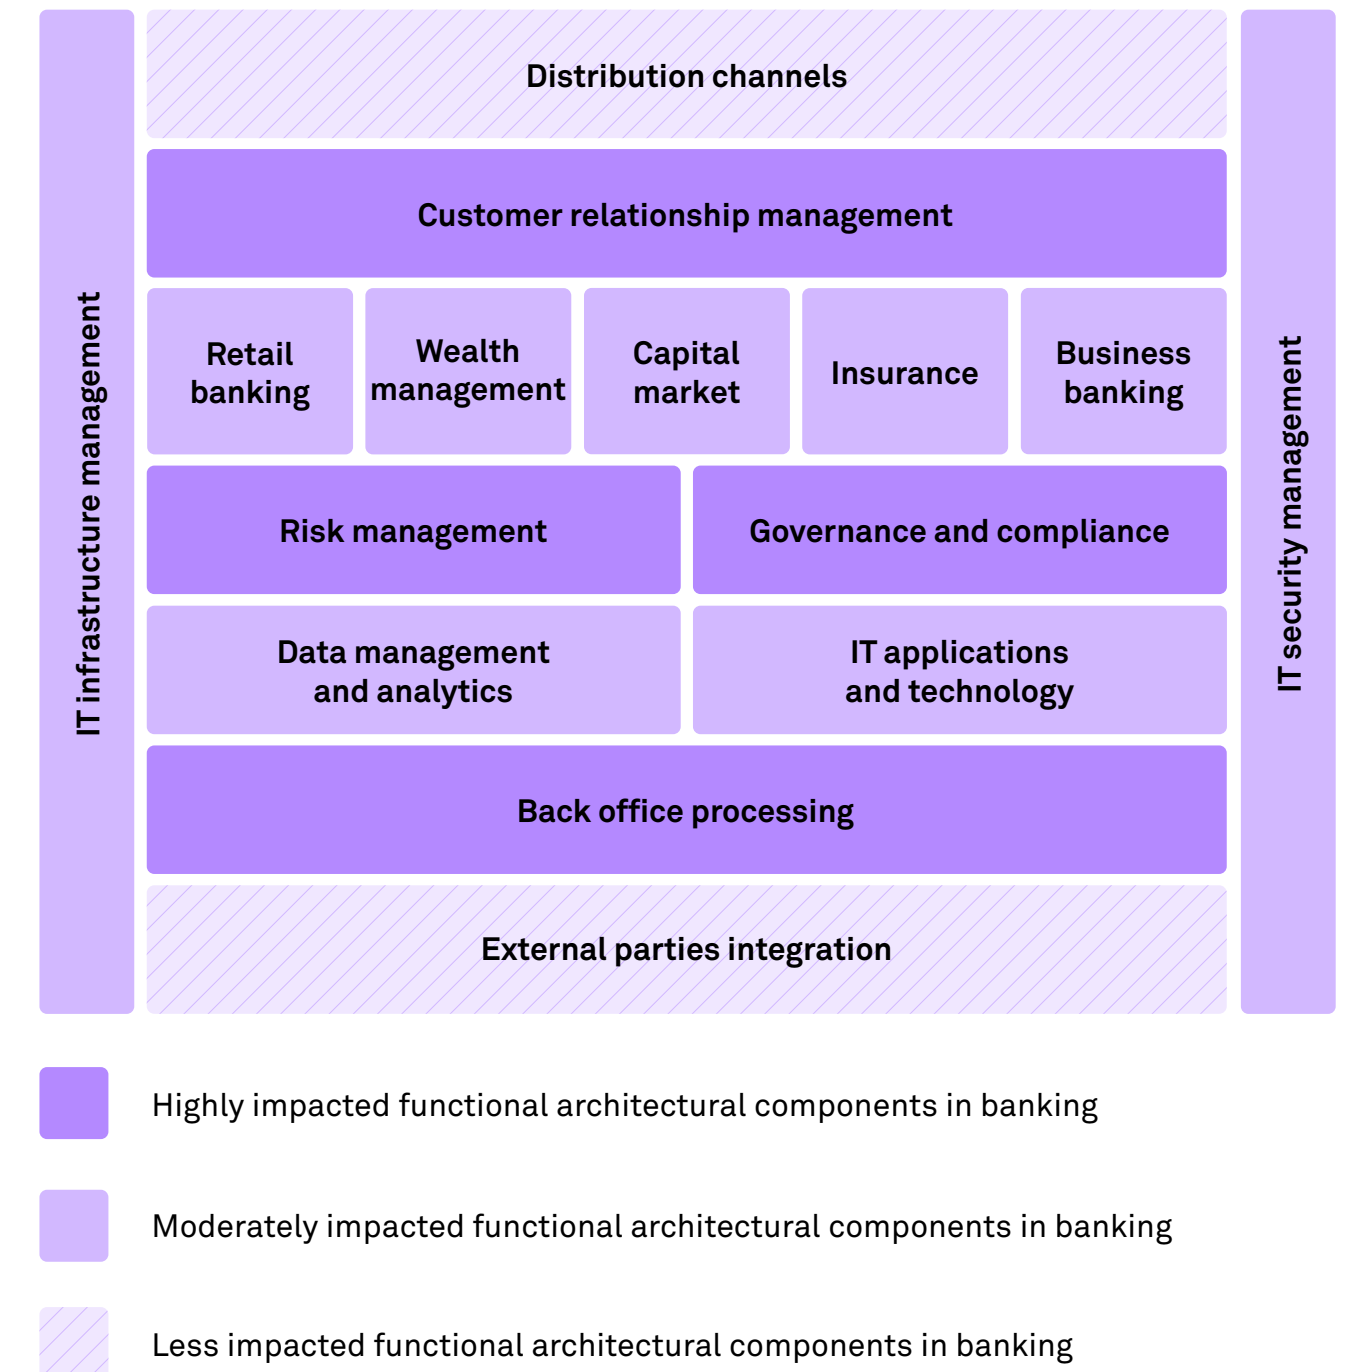 Distribution channels
Customer relationship management
IT infrastructure management
Retail
banking
Wealth
management
Capital
market
Insurance
Business
banking
IT security management
Risk management
Governance and compliance
Data management
and analytics
IT applications
and technology
Back office processing
External parties integration
Highly impacted functional architectural components in banking
Moderately impacted functional architectural components in banking
Less impacted functional architectural components in banking